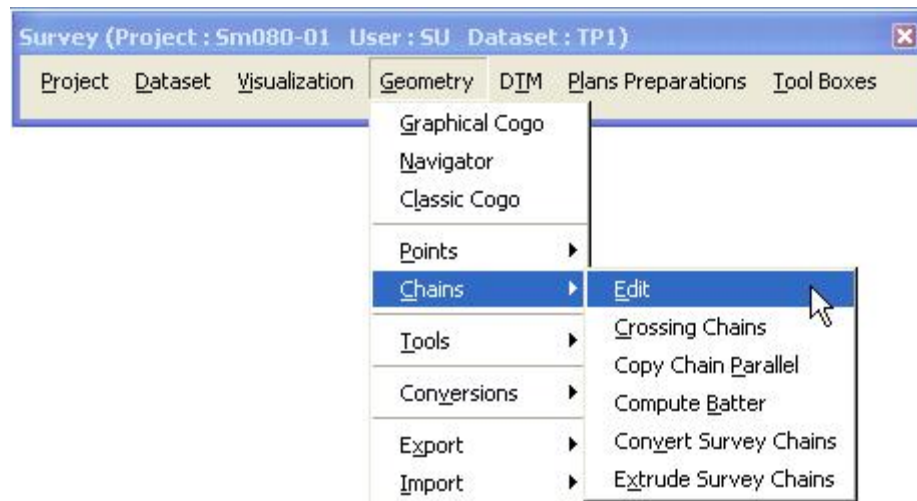 Survey (Project : Sm080-01 User : SU Dataset : TP1)
Project Dataset Visualization Geometry DTM Plans Preparations Tool Boxes
Graphical Cogo
Navigator
Classic Cogo
Points
Chains
Edit
Crossing Chains
Copy Chain Parallel
Compute Batter
Convert Survey Chains
Extrude Survey Chains
Tools
Conversions
Export
Import